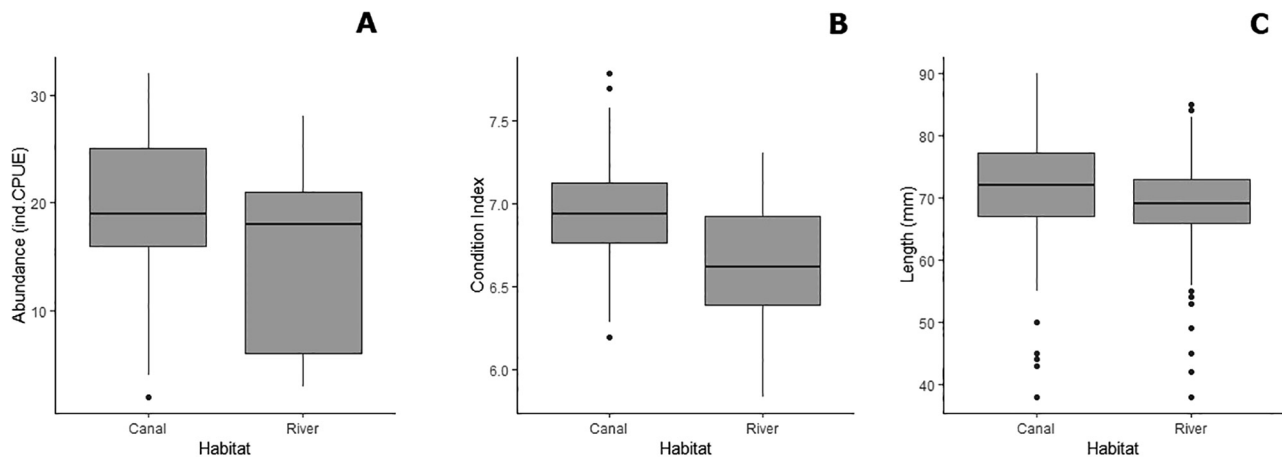 A
Abundance (ind.CPUE)
30
20
10
Canal
River
Habitat
B
Condition Index
7.5
7.0
6.5
6.0
Canal
River
Habitat
C
Length (mm)
90
80
70
60
50
40
Canal
River
Habitat